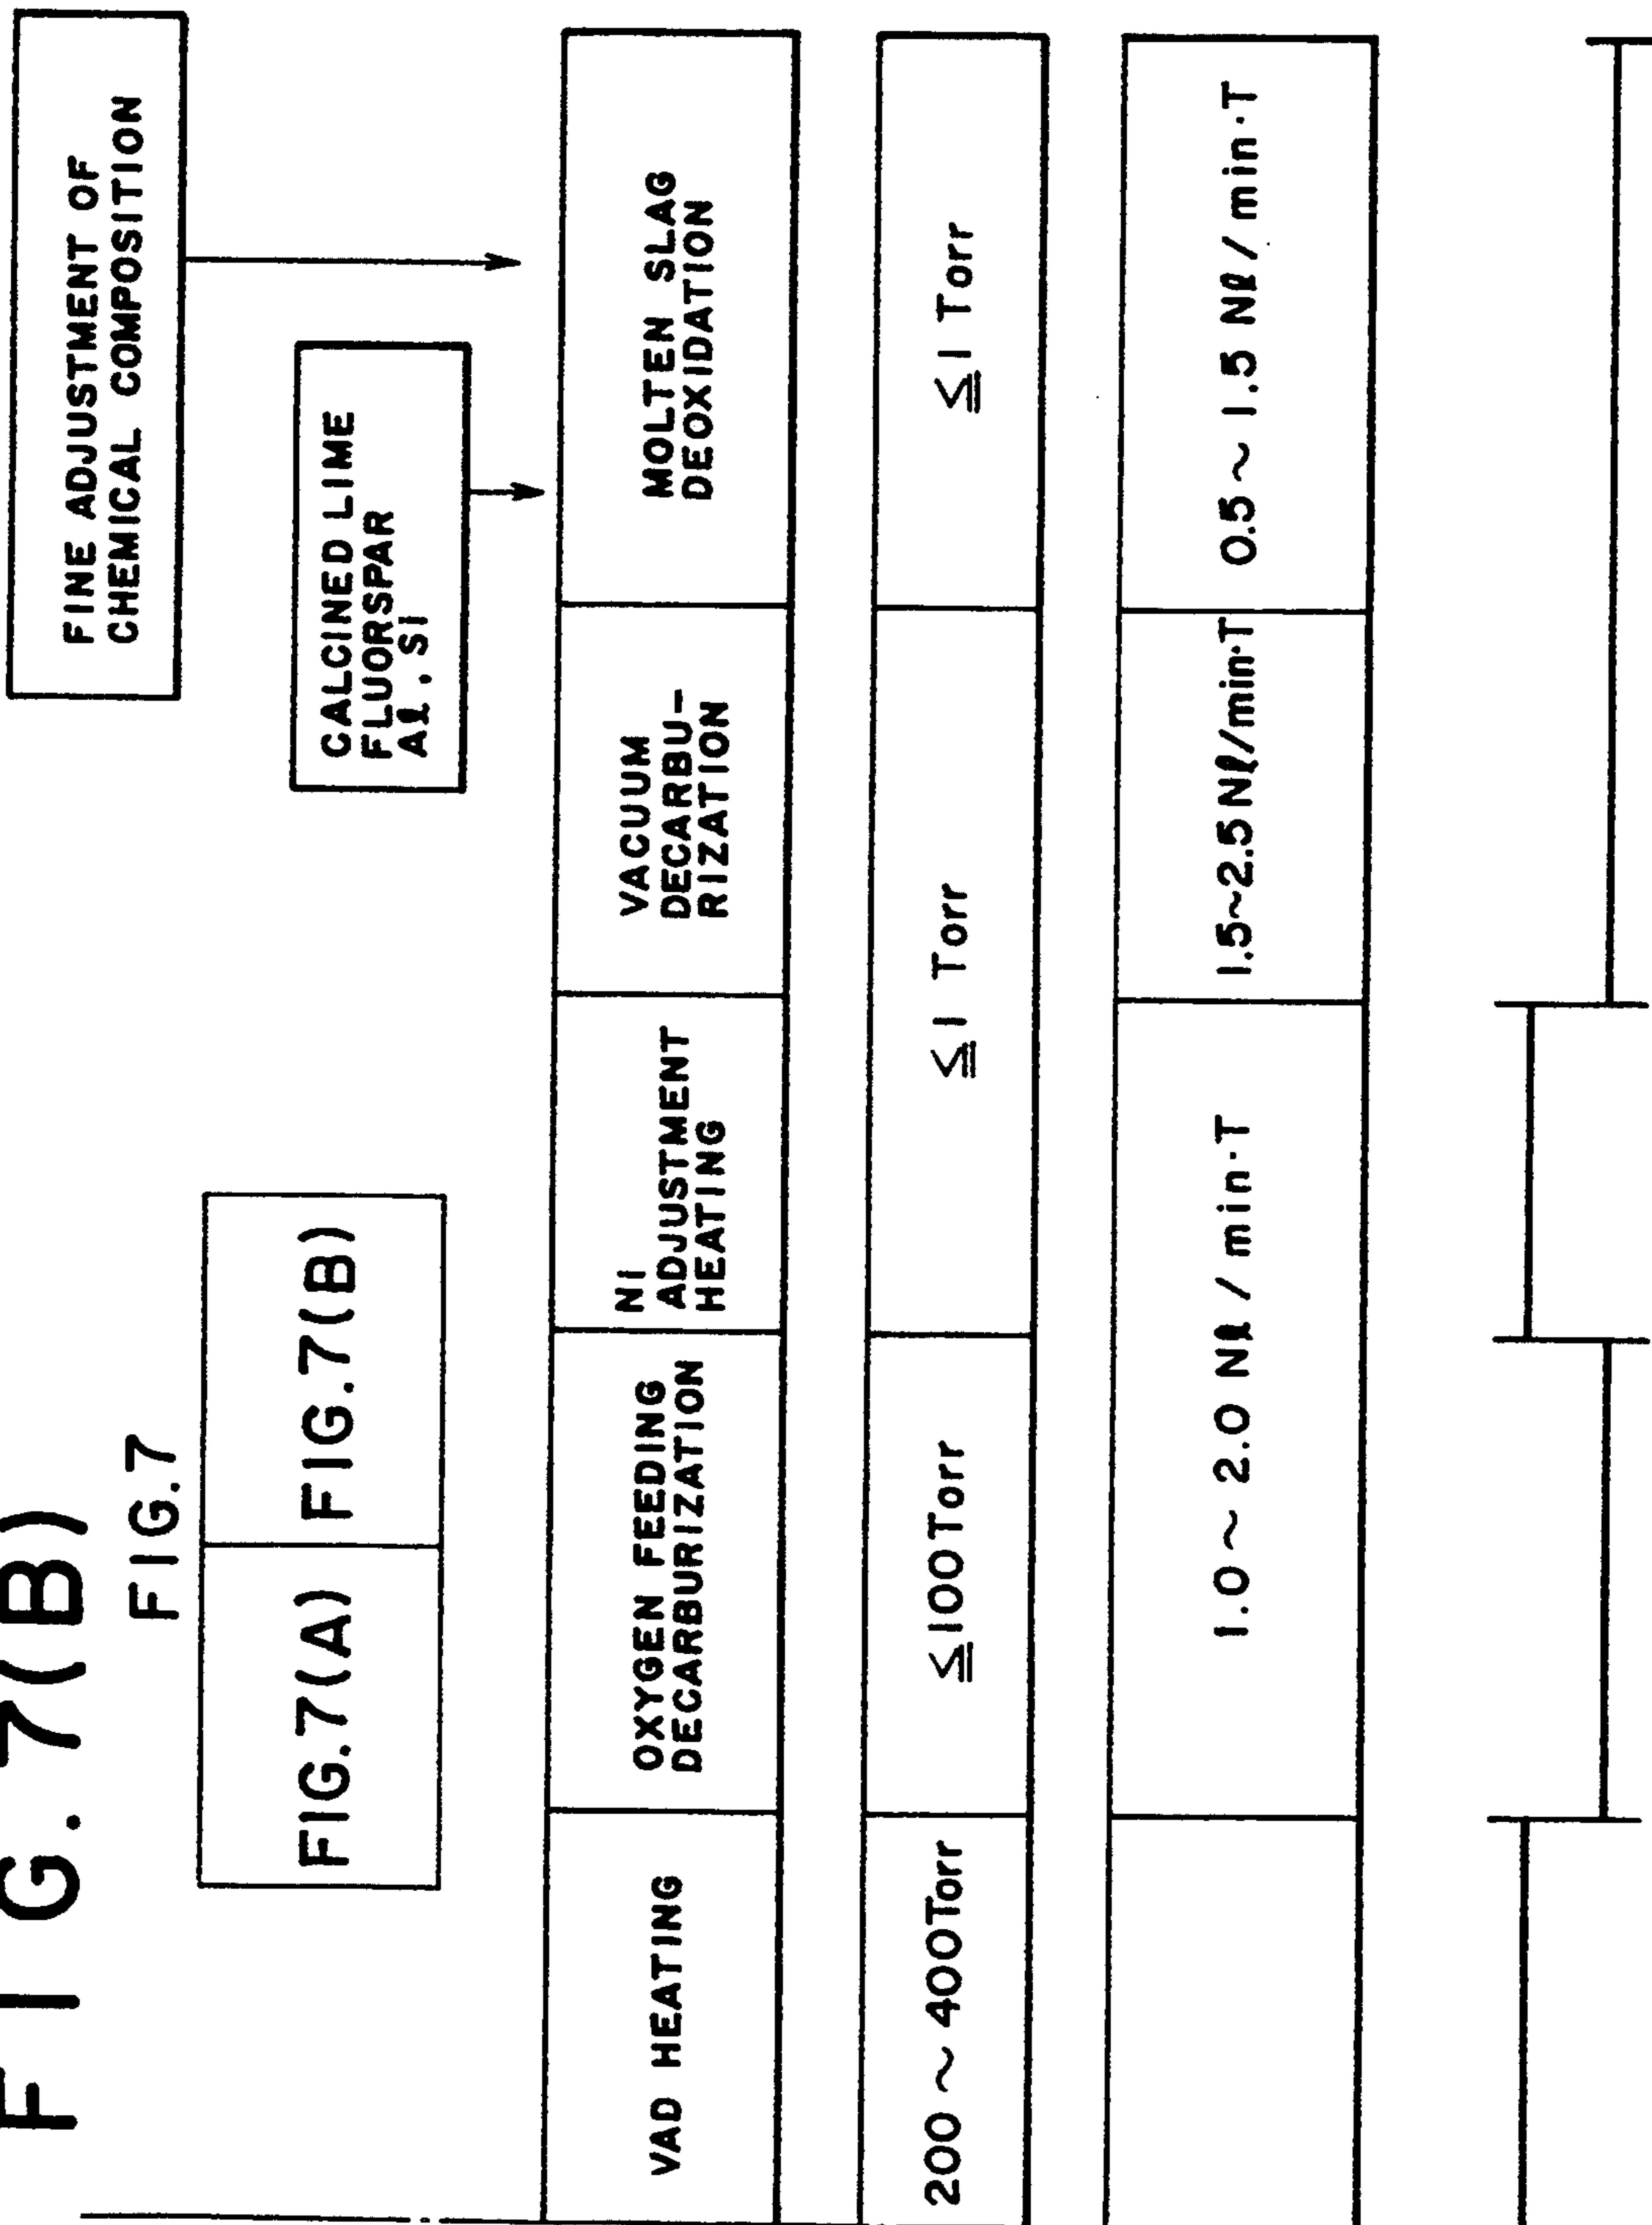 FIG. 7(B)
FIG.7
FIG.7(A)
FIG.7(B)
FINE ADJUSTMENT OF
CHEMICAL COMPOSITION
CALCINED LIME
FLUORSPAR
Aℓ, SI
VAD HEATING
OXYGEN FEEDING
DECARBURIZATION
NI
ADJUSTMENT
HEATING
VACUUM
DECARBU-
RIZATION
MOLTEN SLAG
DEOXIDATION
200 ~ 400Torr
≦100Torr
≦1 Torr
≦1 Torr
1.0 ~ 2.0 Nℓ / min·T
1.5~2.5 Nℓ/min·T
0.5 ~ 1.5 Nℓ / min·T